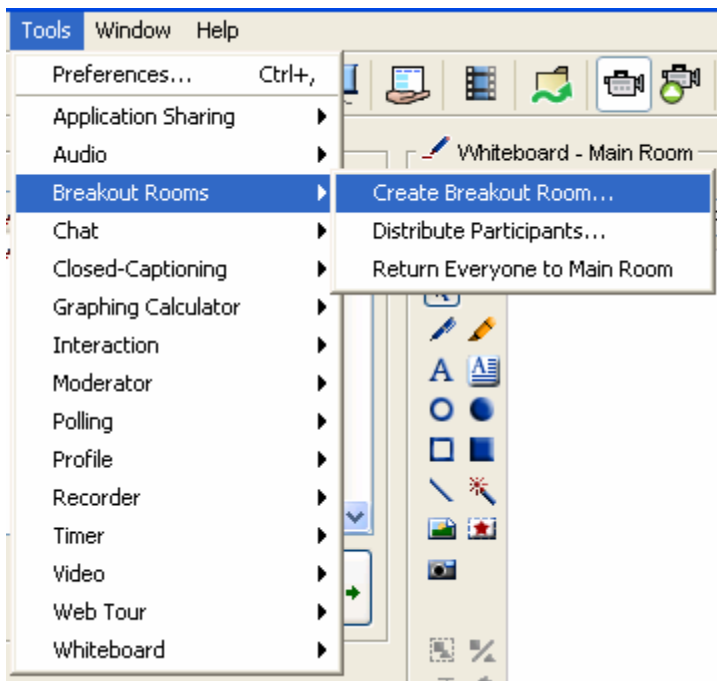 Tools Window Help
Preferences... Ctrl+,
Application Sharing
Audio
Whiteboard - Main Room
Breakout Rooms
Create Breakout Room...
Chat
Distribute Participants...
Closed-Captioning
Return Everyone to Main Room
Graphing Calculator
Interaction
Moderator
A A
Polling
Profile
Recorder
Timer
Video
Web Tour
Whiteboard